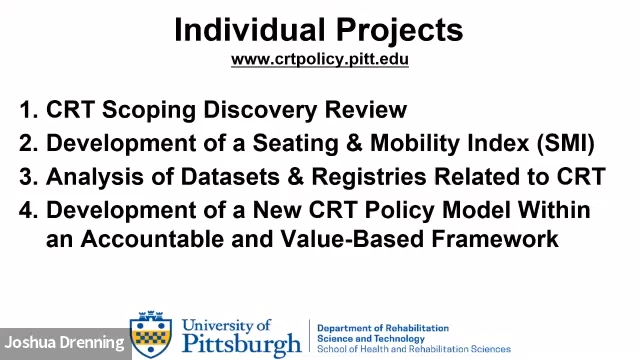 Individual Projects
www.crtpolicy.pitt.edu
1. CRT Scoping Discovery Review
2. Development of a Seating & Mobility Index (SMI)
3. Analysis of Datasets & Registries Related to CRT
4. Development of a New CRT Policy Model Within
an Accountable and Value-Based Framework
Joshua Drenning
University of
Pittsburgh
Department of Rehabilitation
Science and Technology
School of Health and Rehabilitation Sciences